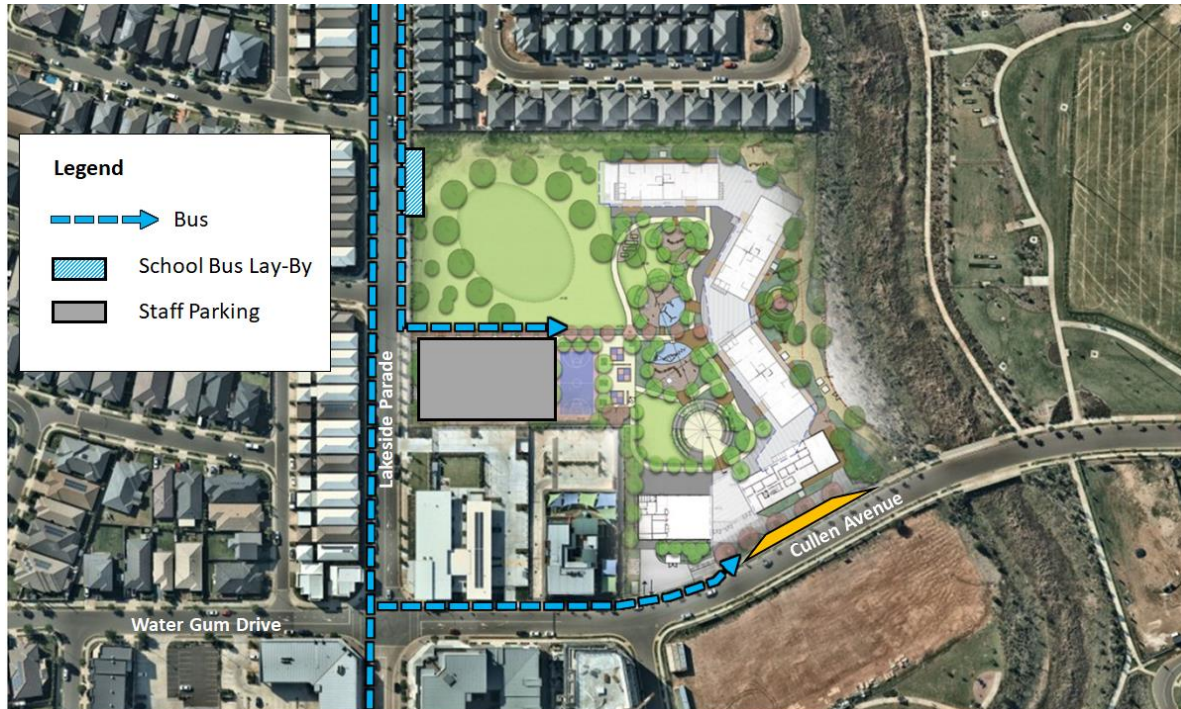 Legend
Bus
School Bus Lay-By
Staff Parking
Lakeside Parade
Cullen Avenue
Water Gum Drive